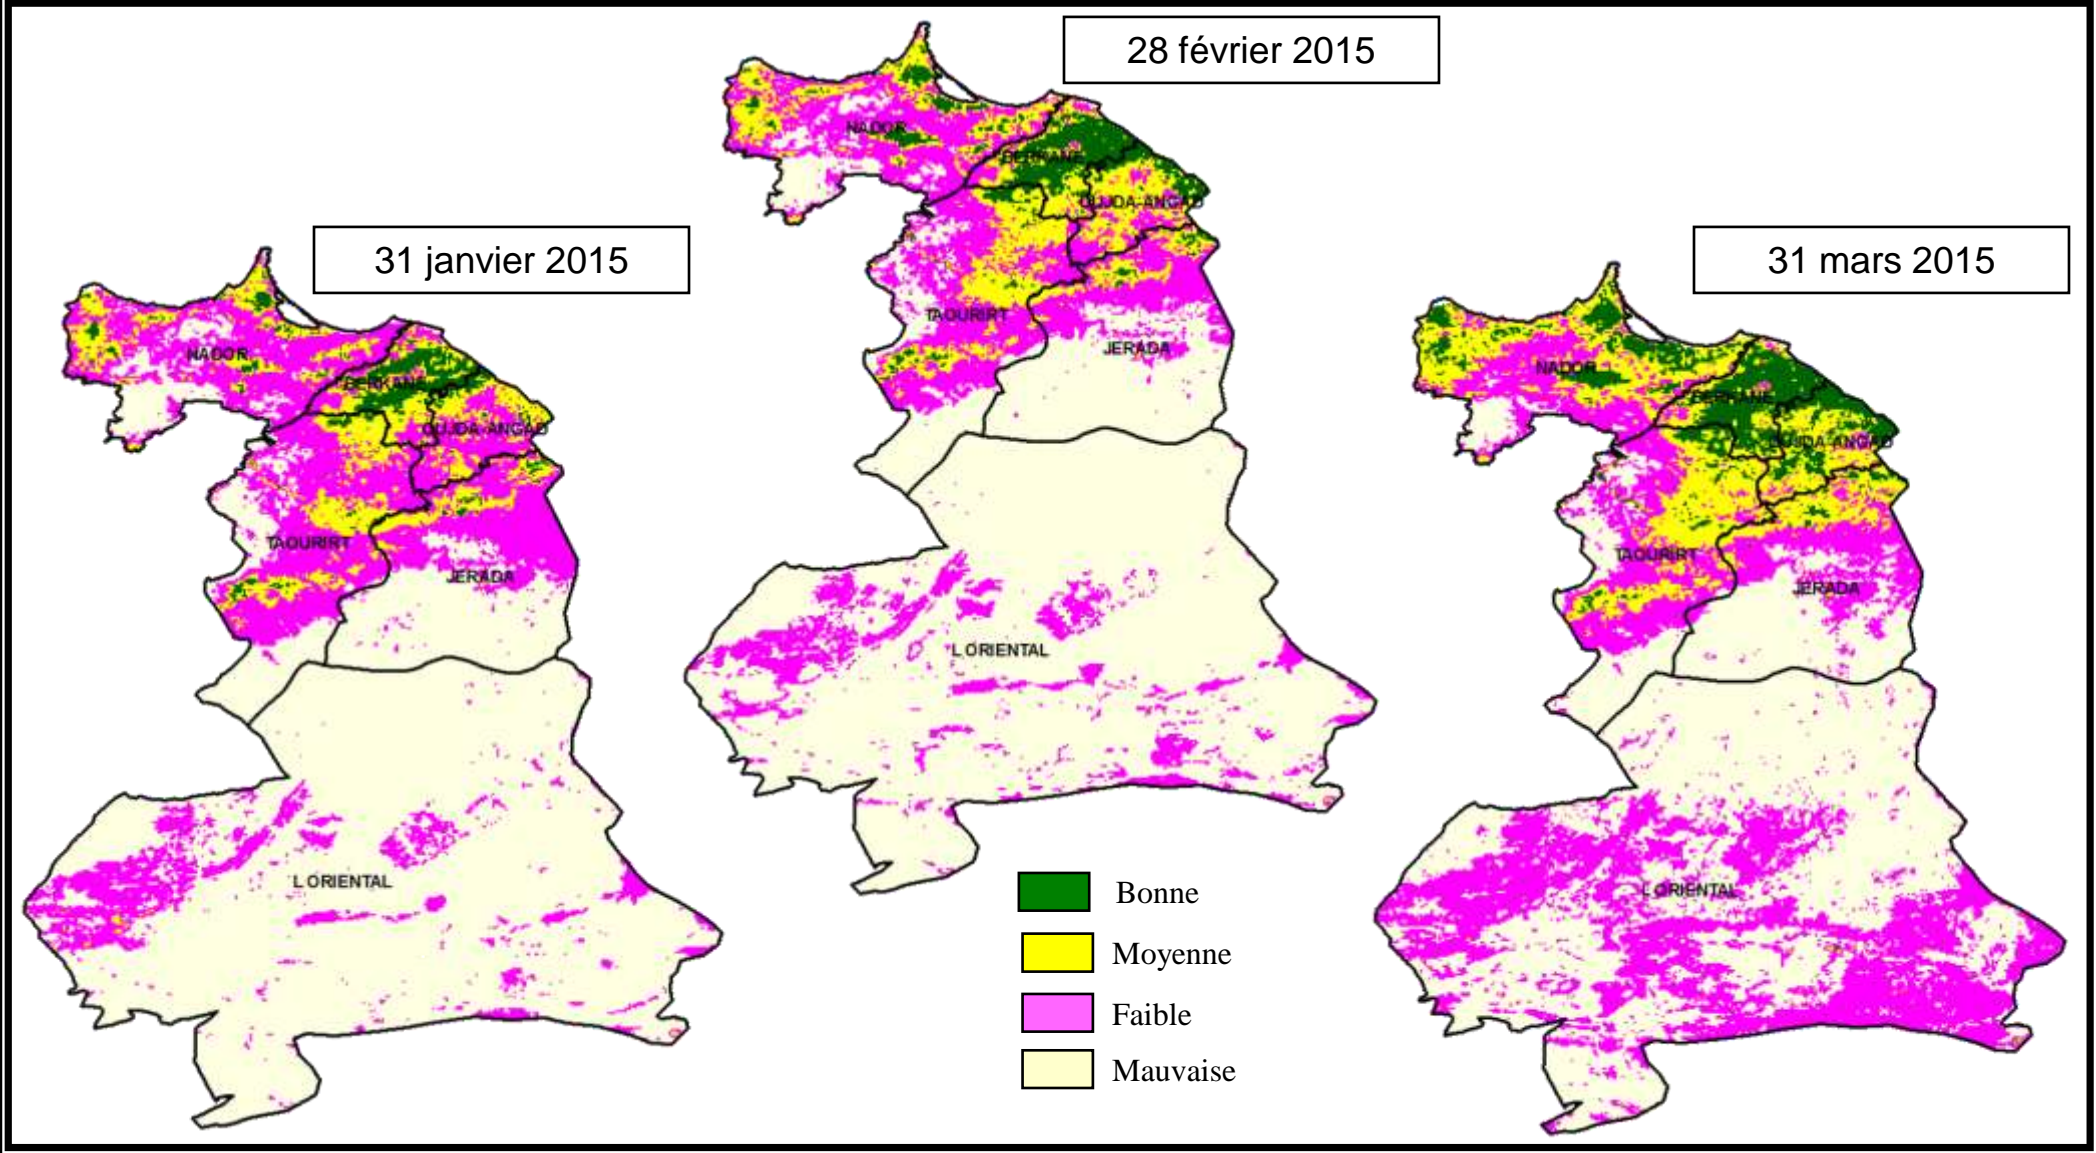 28 février 2015
31 janvier 2015
31 mars 2015
NADOR
BERKANE
OUJDA-ANGAD
TAOURIRT
JERADA
L ORIENTAL
NADOR
BERKANE
OUJDA-ANGAD
TAOURIRT
JERADA
L ORIENTAL
NADOR
BERKANE
OUJDA-ANGAD
TAOURIRT
JERADA
L ORIENTAL
Bonne
Moyenne
Faible
Mauvaise